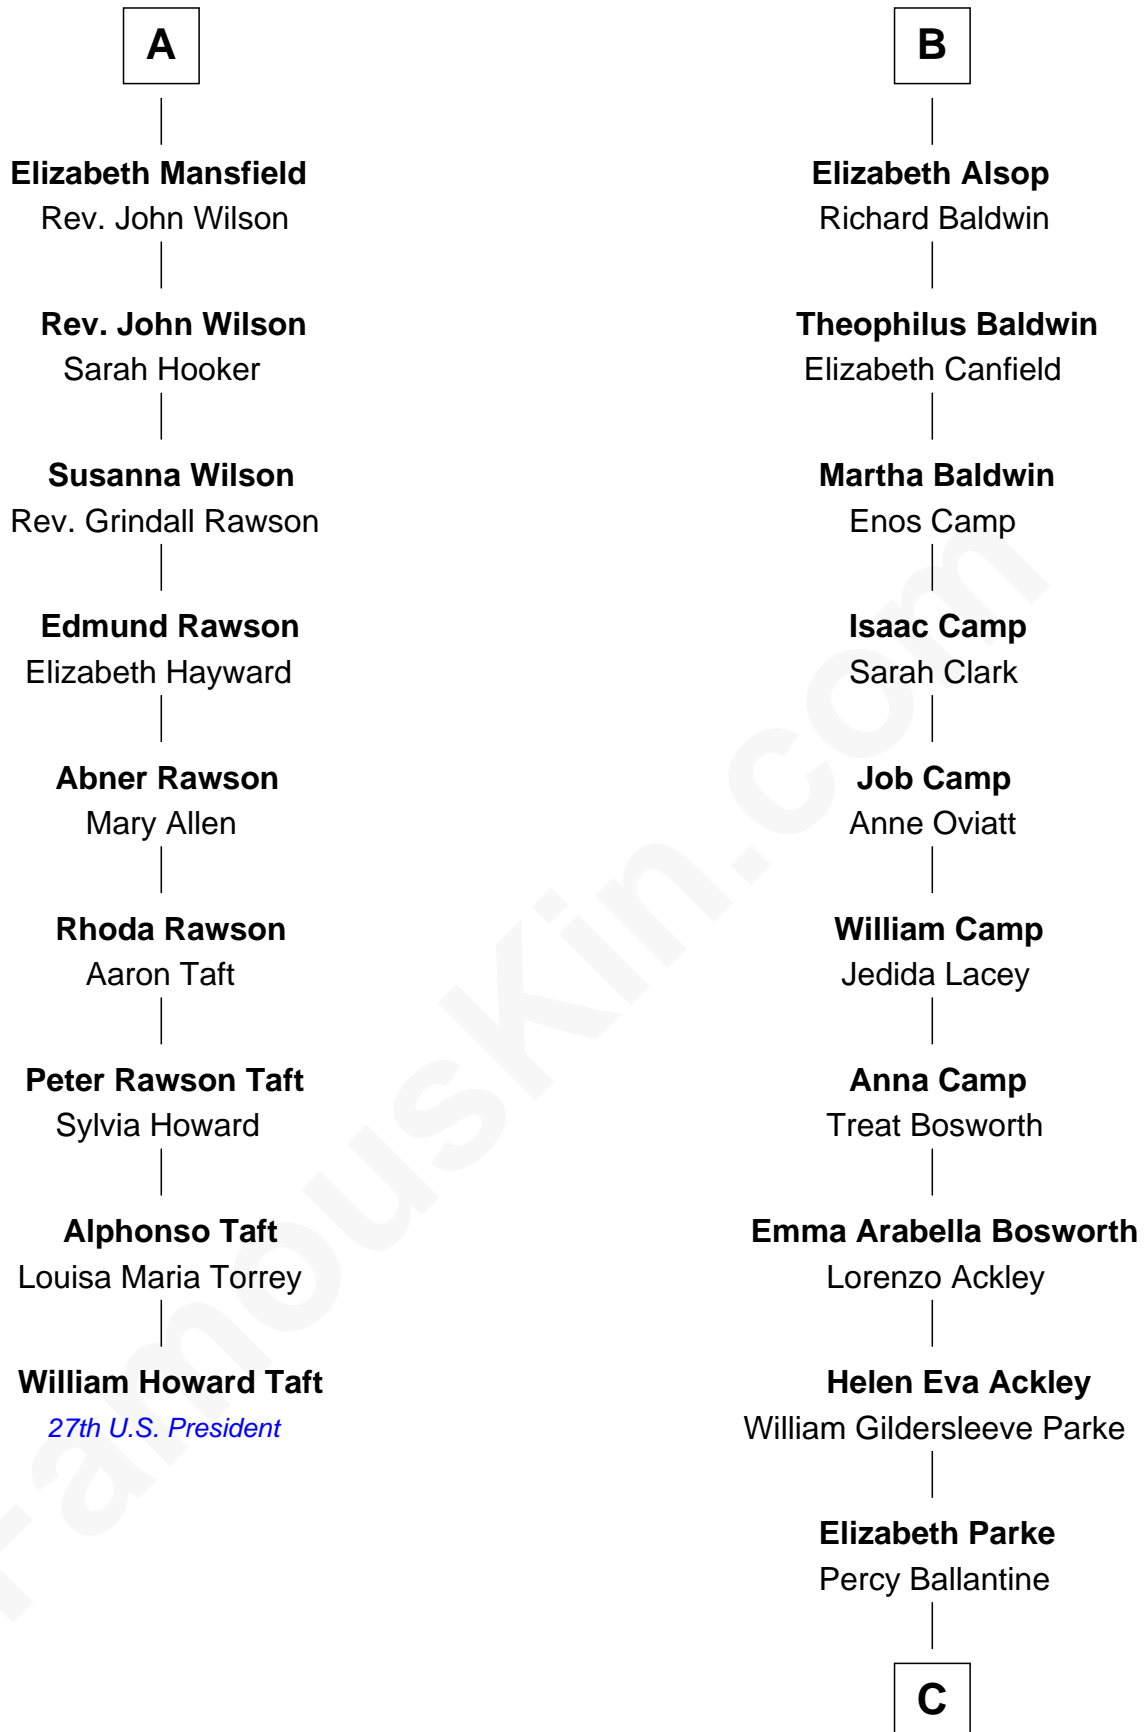 A
Elizabeth Mansfield
Rev. John Wilson
Rev. John Wilson
Sarah Hooker
Susanna Wilson
Rev. Grindall Rawson
Edmund Rawson
Elizabeth Hayward
Abner Rawson
Mary Allen
Rhoda Rawson
Aaron Taft
Peter Rawson Taft
Sylvia Howard
Alphonso Taft
Louisa Maria Torrey
William Howard Taft
27th U.S. President
B
Elizabeth Alsop
Richard Baldwin
Theophilus Baldwin
Elizabeth Canfield
Martha Baldwin
Enos Camp
Isaac Camp
Sarah Clark
Job Camp
Anne Oviatt
William Camp
Jedida Lacey
Anna Camp
Treat Bosworth
Emma Arabella Bosworth
Lorenzo Ackley
Helen Eva Ackley
William Gildersleeve Parke
Elizabeth Parke
Percy Ballantine
C
FamousKin.com